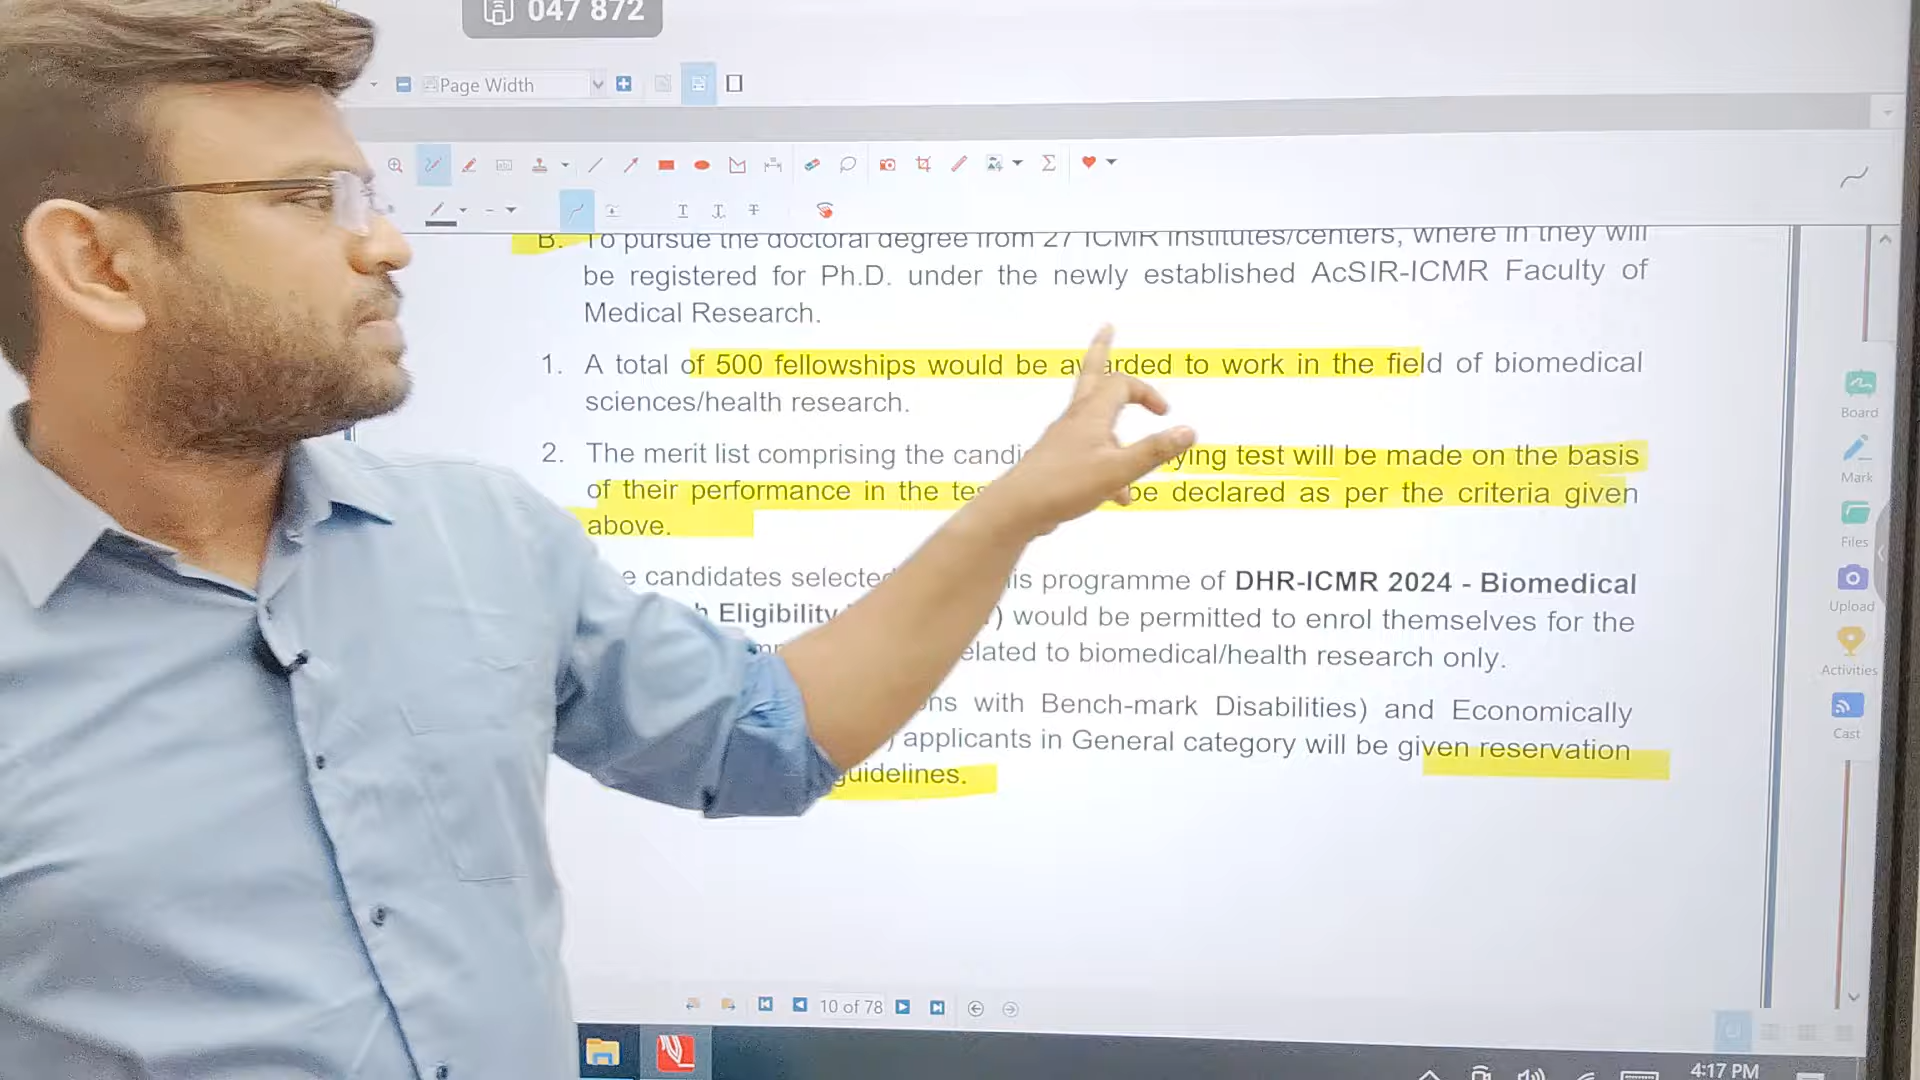 047 872
Page Width
B. To pursue the doctoral degree from 27 ICMR institutes/centers, where in they will
be registered for Ph.D. under the newly established AcSIR-ICMR Faculty of
Medical Research.
1. A total of 500 fellowships would be awarded to work in the field of biomedical
sciences/health research.
2. The merit list comprising the candi ying test will be made on the basis
of their performance in the tes be declared as per the criteria given
above.
e candidates selected is programme of DHR-ICMR 2024 - Biomedical
h Eligibility ) would be permitted to enrol themselves for the
elated to biomedical/health research only.
ns with Bench-mark Disabilities) and Economically
) applicants in General category will be given reservation
guidelines.
Board
Mark
Files
Upload
Activities
Cast
10 of 78
4:17 PM